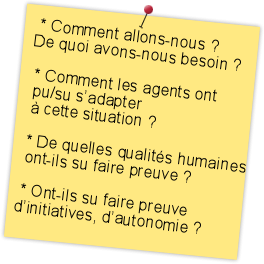 * Comment allons-nous ?
De quoi avons-nous besoin ?
* Comment les agents ont
pu/su s'adapter
à cette situation ?
* De quelles qualités humaines
ont-ils su faire preuve ?
* Ont-ils su faire preuve
d'initiatives, d'autonomie ?